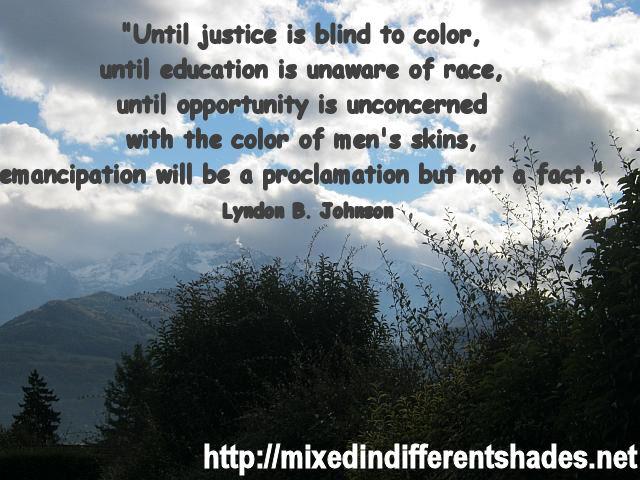 "Until justice is blind to color,
until education is unaware of race,
until opportunity is unconcerned
with the color of men's skins,
emancipation will be a proclamation but not a fact."
Lyndon B. Johnson
http://mixedindifferentshades.net